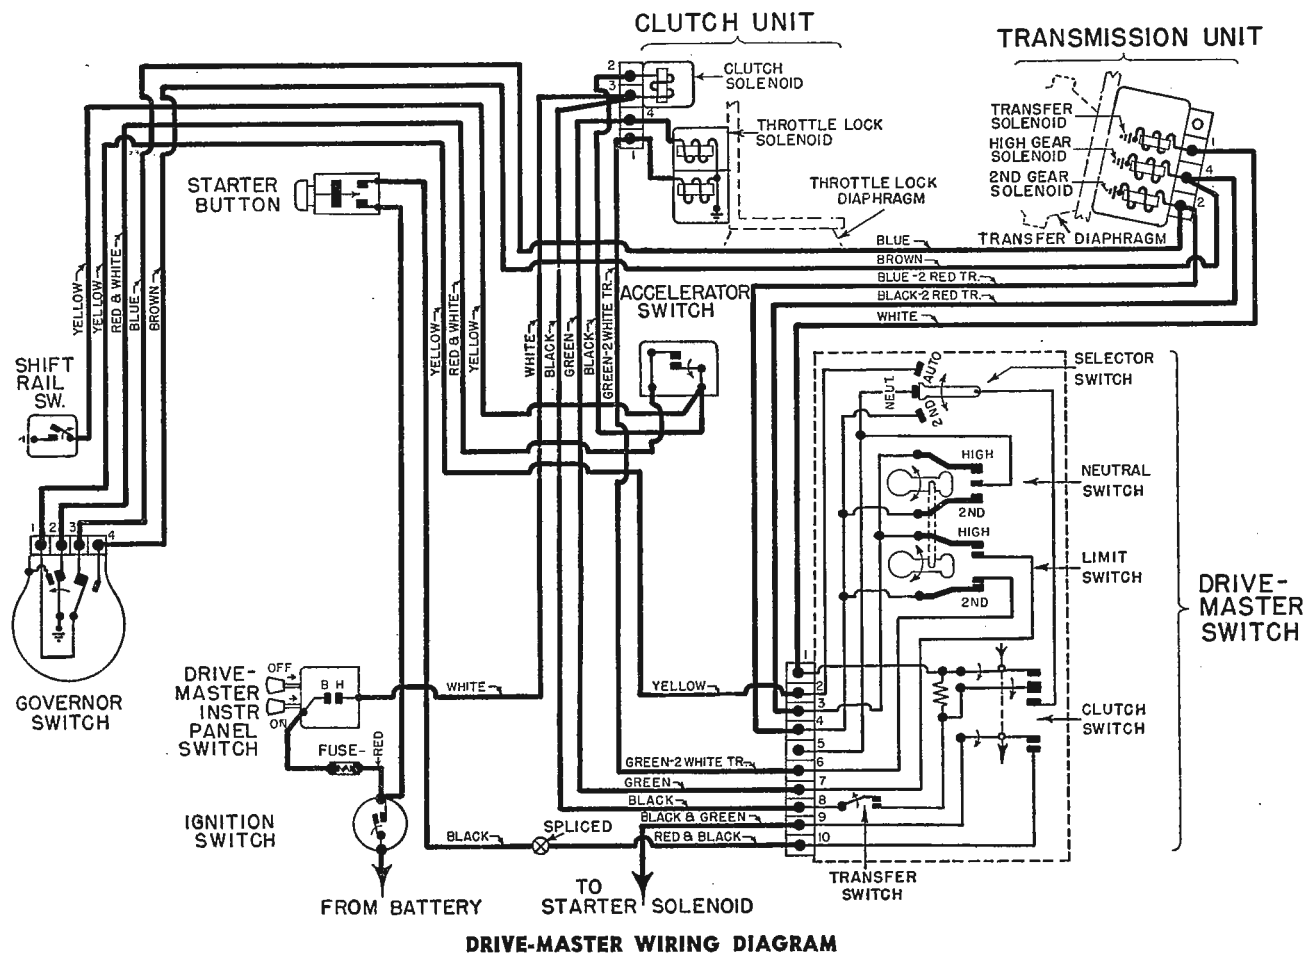 CLUTCH UNIT
TRANSMISSION UNIT
2
3
4
1
CLUTCH
SOLENOID
THROTTLE LOCK
SOLENOID
THROTTLE LOCK
DIAPHRAGM
TRANSFER
SOLENOID
HIGH GEAR
SOLENOID
2ND GEAR
SOLENOID
1
4
2
TRANSFER DIAPHRAGM
STARTER
BUTTON
BLUE
BROWN
BLUE-2 RED TR.
BLACK-2 RED TR.
WHITE
YELLOW
YELLOW
RED & WHITE
BLUE
BROWN
YELLOW
RED & WHITE
YELLOW
WHITE
BLACK
GREEN
BLACK
GREEN-2 WHITE TR.
ACCELERATOR
SWITCH
SHIFT
RAIL
SW.
SELECTOR
SWITCH
AUTO
NEUT.
2ND
HIGH
2ND
NEUTRAL
SWITCH
HIGH
2ND
LIMIT
SWITCH
DRIVE-
MASTER
SWITCH
1
2
3
4
GOVERNOR
SWITCH
DRIVE-
MASTER
INSTR
PANEL
SWITCH
OFF
ON
B H
FUSE
RED
IGNITION
SWITCH
FROM BATTERY
WHITE
YELLOW
1
2
3
4
5
6
7
8
9
10
GREEN-2 WHITE TR.
GREEN
BLACK
BLACK & GREEN
RED & BLACK
BLACK
SPLICED
CLUTCH
SWITCH
TRANSFER
SWITCH
TO
STARTER SOLENOID
DRIVE-MASTER WIRING DIAGRAM